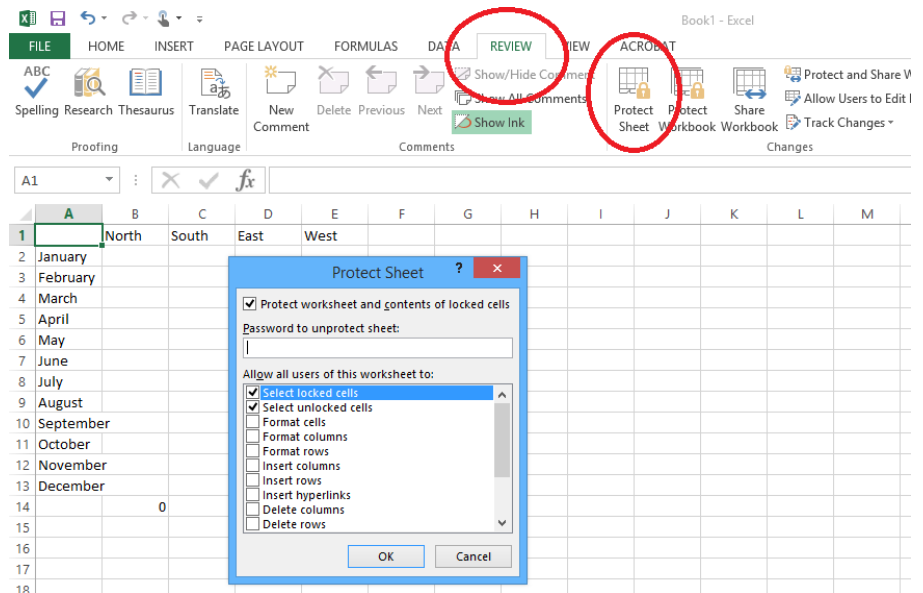 Book1 - Excel
FILE HOME INSERT PAGE LAYOUT FORMULAS DATA REVIEW VIEW ACROBAT
ABC
Spelling Research Thesaurus
Proofing
Translate
Language
New
Comment
Delete Previous Next
Show/Hide Comment
Show All Comments
Show Ink
Comments
Protect
Sheet
Protect
Workbook
Share
Workbook
Protect and Share W
Allow Users to Edit
Track Changes
Changes
A1
fx
A B C D E F G H I J K L M
1 North South East West
2 January
3 February
4 March
5 April
6 May
7 June
8 July
9 August
10 September
11 October
12 November
13 December
14 0
15
16
17
18
Protect Sheet
?
Protect worksheet and contents of locked cells
Password to unprotect sheet:
Allow all users of this worksheet to:
Select locked cells
Select unlocked cells
Format cells
Format columns
Format rows
Insert columns
Insert rows
Insert hyperlinks
Delete columns
Delete rows
OK Cancel